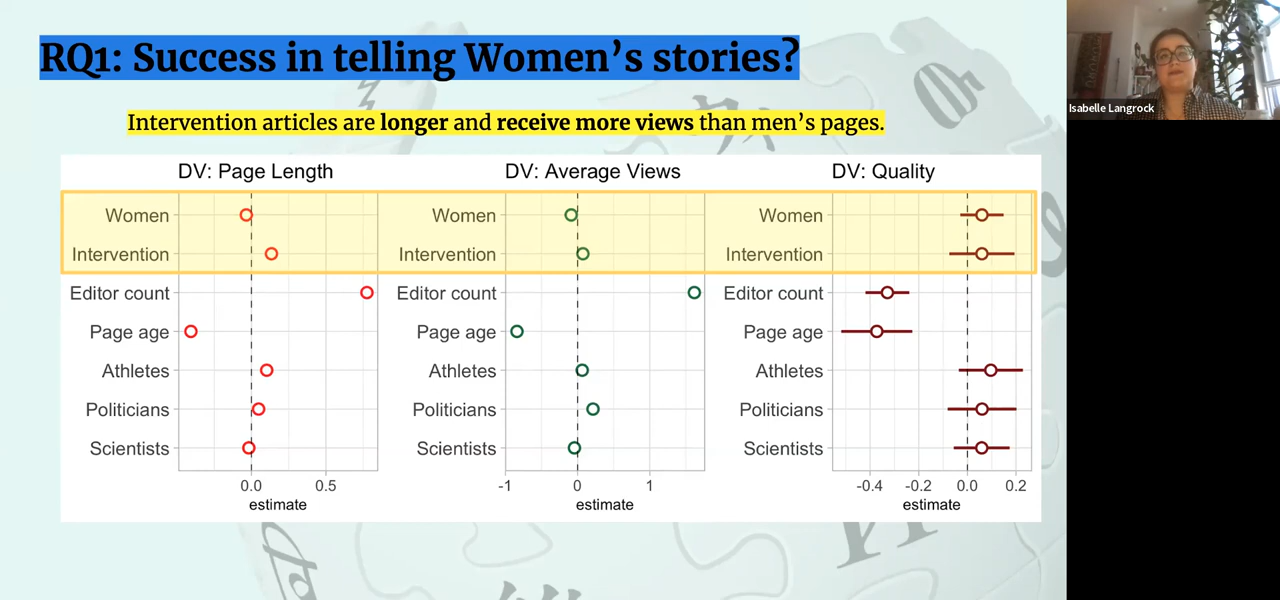 RQ1: Success in telling Women's stories?
Intervention articles are longer and receive more views than men's pages.
DV: Page Length
Women
Intervention
Editor count
Page age
Athletes
Politicians
Scientists
0.0 0.5
estimate
DV: Average Views
Women
Intervention
Editor count
Page age
Athletes
Politicians
Scientists
-1 0 1
estimate
DV: Quality
Women
Intervention
Editor count
Page age
Athletes
Politicians
Scientists
-0.4 -0.2 0.0 0.2
estimate
Isabelle Langrock